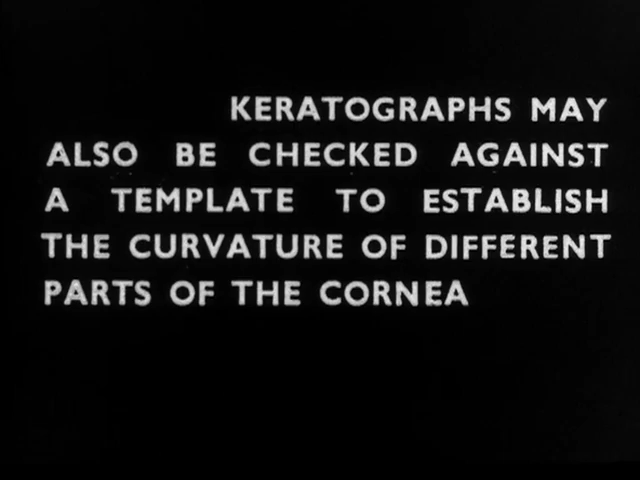 KERATOGRAPHS MAY
ALSO BE CHECKED AGAINST
A TEMPLATE TO ESTABLISH
THE CURVATURE OF DIFFERENT
PARTS OF THE CORNEA